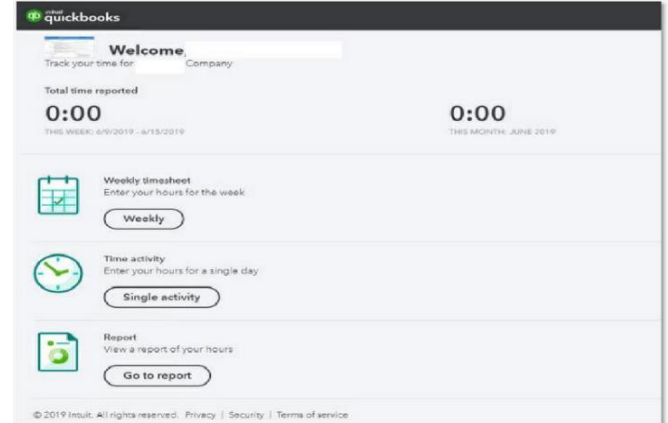 intuit quickbooks
Welcome,
Track your time for Company
Total time reported
0:00 0:00
THIS WEEK: 6/9/2019 - 6/15/2019 THIS MONTH: JUNE 2019
Weekly timesheet
Enter your hours for the week
Weekly
Time activity
Enter your hours for a single day
Single activity
Report
View a report of your hours
Go to report
© 2019 Intuit. All rights reserved. Privacy | Security | Terms of service